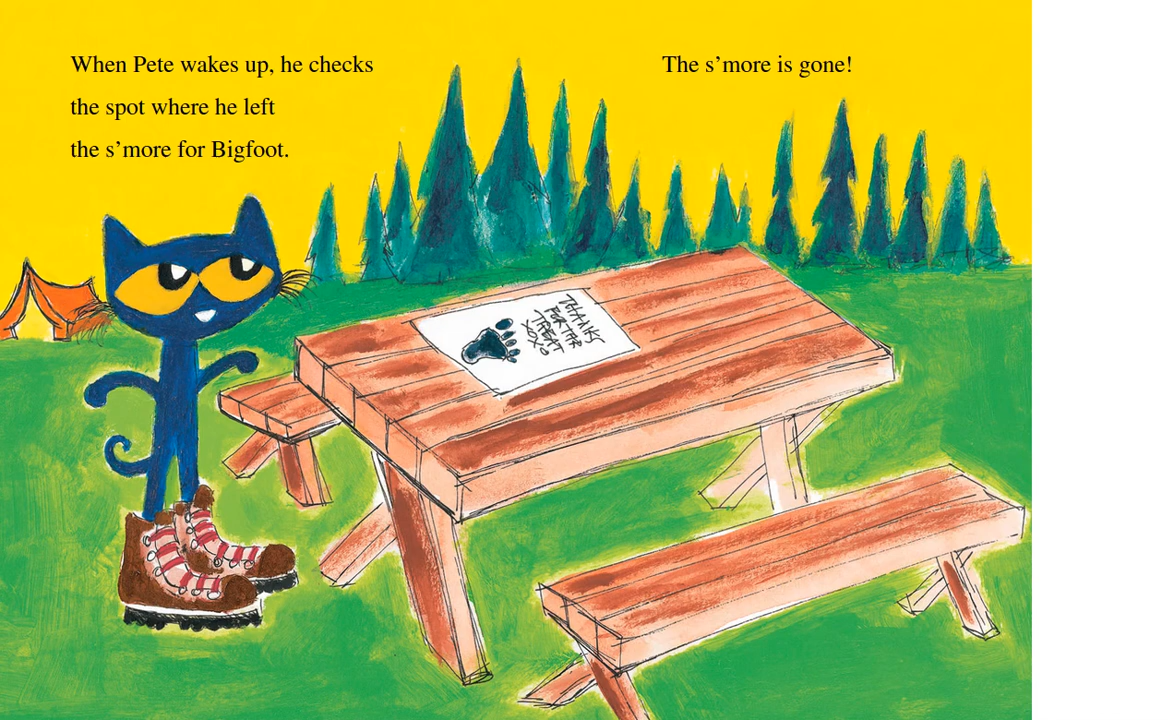 When Pete wakes up, he checks
the spot where he left
the s’more for Bigfoot.
The s’more is gone!
THANKS
FOR THE
TREAT
XOXO